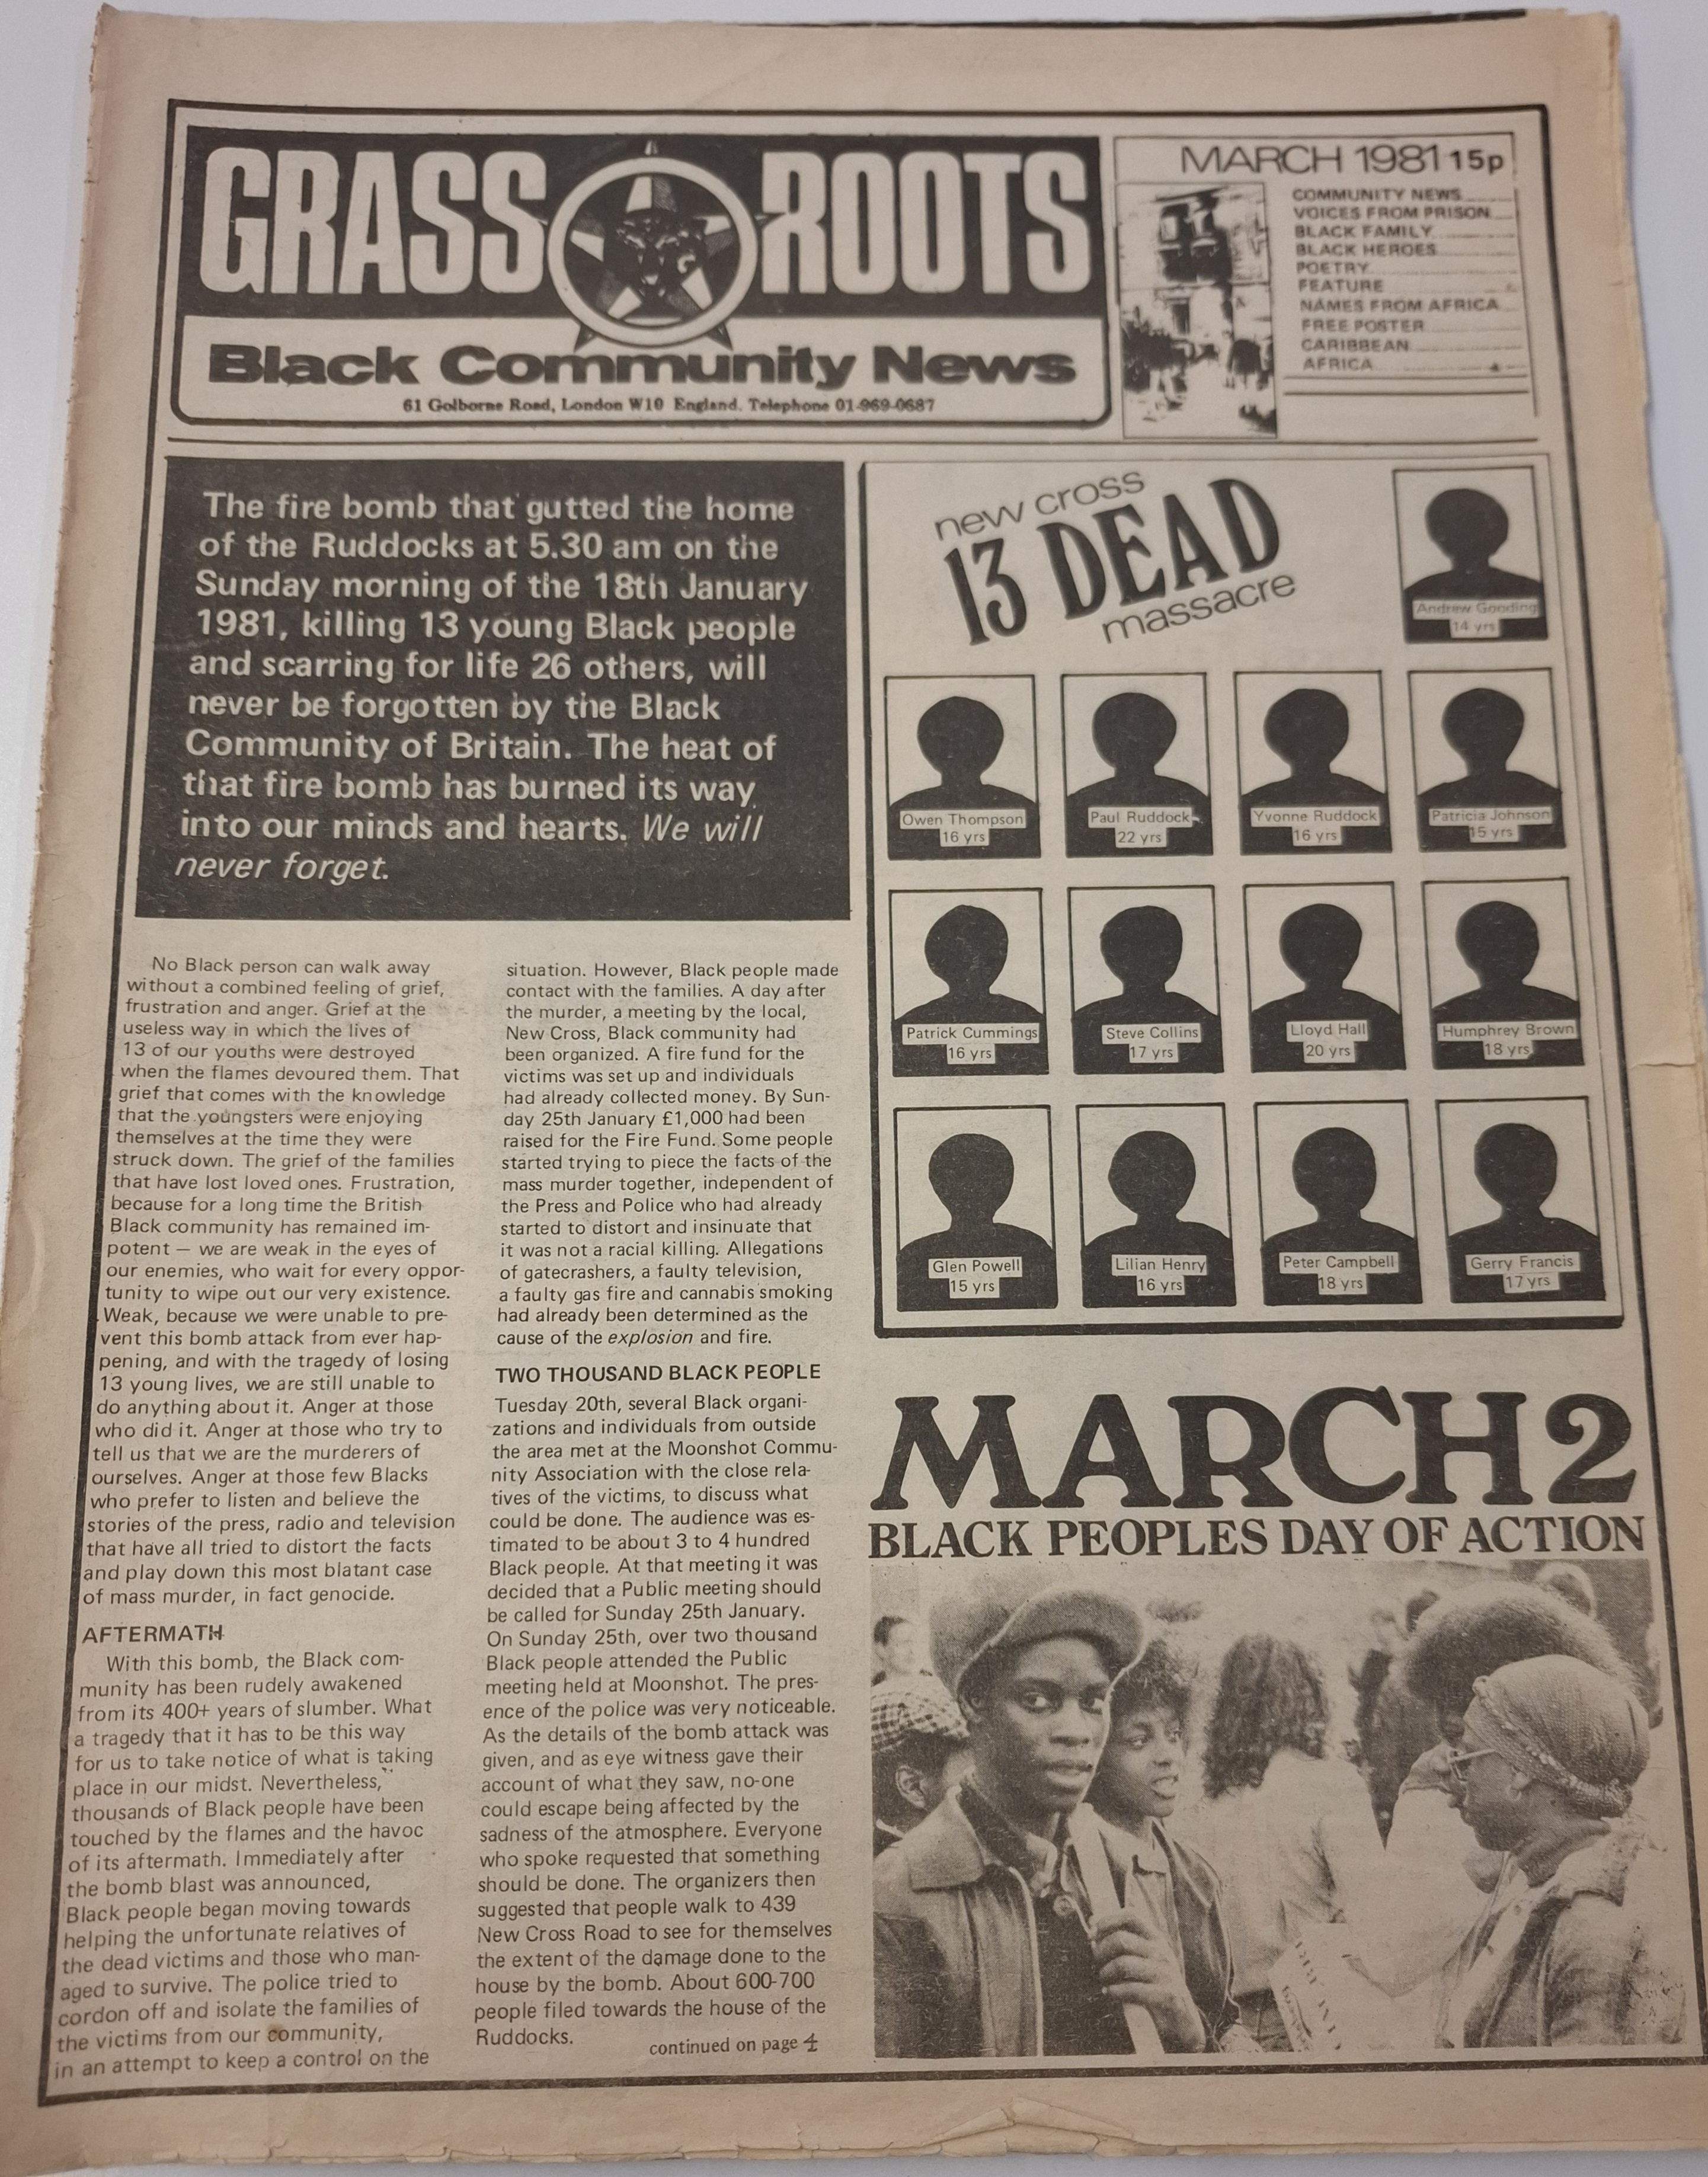 GRASS ROOTS
Black Community News
61 Golborne Road, London W10 England. Telephone 01-969-0687
MARCH 1981 15p
COMMUNITY NEWS
VOICES FROM PRISON
BLACK FAMILY
BLACK HEROES
POETRY
FEATURE
NAMES FROM AFRICA
FREE POSTER
CARIBBEAN
AFRICA
The fire bomb that gutted the home
of the Ruddocks at 5.30 am on the
Sunday morning of the 18th January
1981, killing 13 young Black people
and scarring for life 26 others, will
never be forgotten by the Black
Community of Britain. The heat of
that fire bomb has burned its way
into our minds and hearts. We will
never forget.
No Black person can walk away
without a combined feeling of grief,
frustration and anger. Grief at the
useless way in which the lives of
13 of our youths were destroyed
when the flames devoured them. That
grief that comes with the knowledge
that the youngsters were enjoying
themselves at the time they were
struck down. The grief of the families
that have lost loved ones. Frustration,
because for a long time the British
Black community has remained im-
potent — we are weak in the eyes of
our enemies, who wait for every oppor-
tunity to wipe out our very existence.
Weak, because we were unable to pre-
vent this bomb attack from ever hap-
pening, and with the tragedy of losing
13 young lives, we are still unable to
do anything about it. Anger at those
who did it. Anger at those who try to
tell us that we are the murderers of
ourselves. Anger at those few Blacks
who prefer to listen and believe the
stories of the press, radio and television
that have all tried to distort the facts
and play down this most blatant case
of mass murder, in fact genocide.
AFTERMATH
With this bomb, the Black com-
munity has been rudely awakened
from its 400+ years of slumber. What
a tragedy that it has to be this way
for us to take notice of what is taking
place in our midst. Nevertheless,
thousands of Black people have been
touched by the flames and the havoc
of its aftermath. Immediately after
the bomb blast was announced,
Black people began moving towards
helping the unfortunate relatives of
the dead victims and those who man-
aged to survive. The police tried to
cordon off and isolate the families of
the victims from our community,
in an attempt to keep a control on the
situation. However, Black people made
contact with the families. A day after
the murder, a meeting by the local,
New Cross, Black community had
been organized. A fire fund for the
victims was set up and individuals
had already collected money. By Sun-
day 25th January £1,000 had been
raised for the Fire Fund. Some people
started trying to piece the facts of the
mass murder together, independent of
the Press and Police who had already
started to distort and insinuate that
it was not a racial killing. Allegations
of gatecrashers, a faulty television,
a faulty gas fire and cannabis smoking
had already been determined as the
cause of the explosion and fire.
TWO THOUSAND BLACK PEOPLE
Tuesday 20th, several Black organi-
zations and individuals from outside
the area met at the Moonshot Commu-
nity Association with the close rela-
tives of the victims, to discuss what
could be done. The audience was es-
timated to be about 3 to 4 hundred
Black people. At that meeting it was
decided that a Public meeting should
be called for Sunday 25th January.
On Sunday 25th, over two thousand
Black people attended the Public
meeting held at Moonshot. The pres-
ence of the police was very noticeable.
As the details of the bomb attack was
given, and as eye witness gave their
account of what they saw, no-one
could escape being affected by the
sadness of the atmosphere. Everyone
who spoke requested that something
should be done. The organizers then
suggested that people walk to 439
New Cross Road to see for themselves
the extent of the damage done to the
house by the bomb. About 600-700
people filed towards the house of the
Ruddocks.
continued on page 4
new cross
13 DEAD
massacre
Andrew Gooding
14 yrs
Owen Thompson
16 yrs
Paul Ruddock
22 yrs
Yvonne Ruddock
16 yrs
Patricia Johnson
15 yrs
Patrick Cummings
16 yrs
Steve Collins
17 yrs
Lloyd Hall
20 yrs
Humphrey Brown
18 yrs
Glen Powell
15 yrs
Lilian Henry
16 yrs
Peter Campbell
18 yrs
Gerry Francis
17 yrs
MARCH 2
BLACK PEOPLES DAY OF ACTION